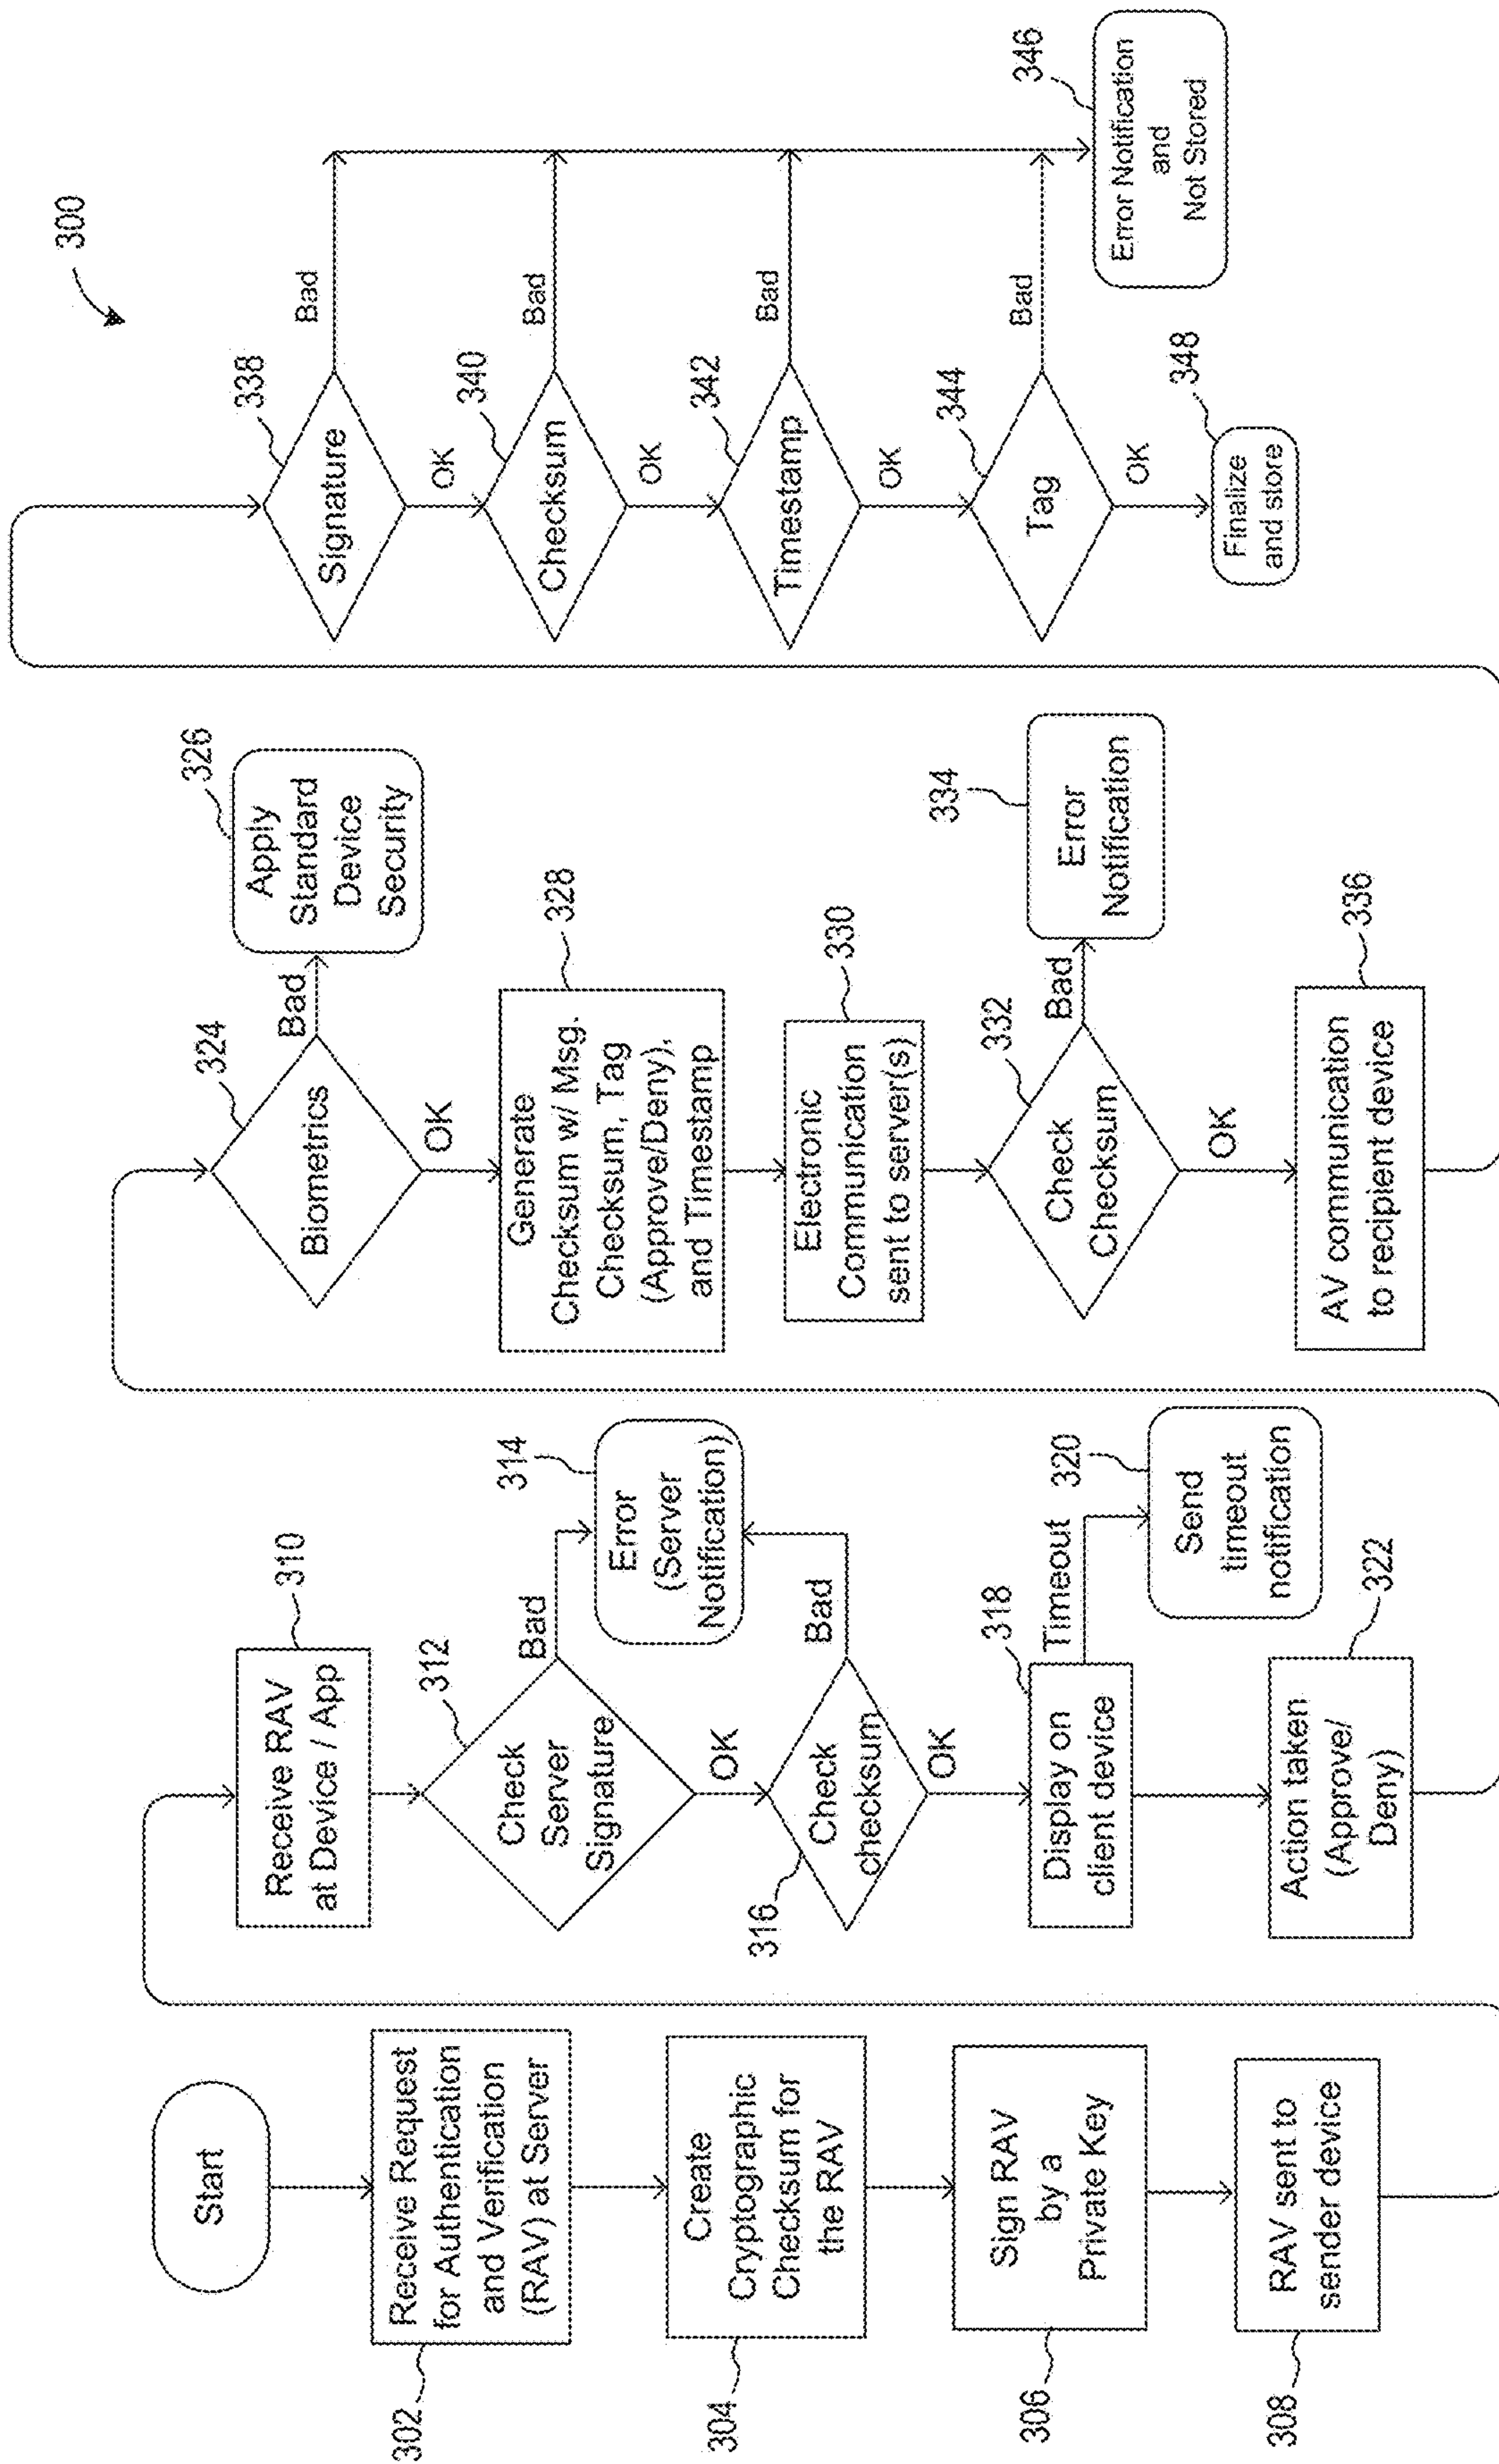 300
Start
302
Receive Request
for Authentication
and Verification
(RAV) at Server
304
Create
Cryptographic
Checksum for
the RAV
306
Sign RAV
by a
Private Key
308
RAV sent to
sender device
310
Receive RAV
at Device / App
312
Check
Server
Signature
Bad
OK
314
Error
(Server
Notification)
316
Check
checksum
Bad
OK
318
Display on
client device
Timeout
320
Send
timeout
notification
322
Action taken
(Approve/
Deny)
324
Biometrics
Bad
OK
326
Apply
Standard
Device
Security
328
Generate
Checksum w/ Msg.
Checksum, Tag
(Approve/Deny),
and Timestamp
330
Electronic
Communication
sent to server(s)
332
Check
Checksum
Bad
OK
334
Error
Notification
336
AV communication
to recipient device
338
Signature
Bad
OK
340
Checksum
Bad
OK
342
Timestamp
Bad
OK
344
Tag
Bad
OK
346
Error Notification
and
Not Stored
348
Finalize
and store